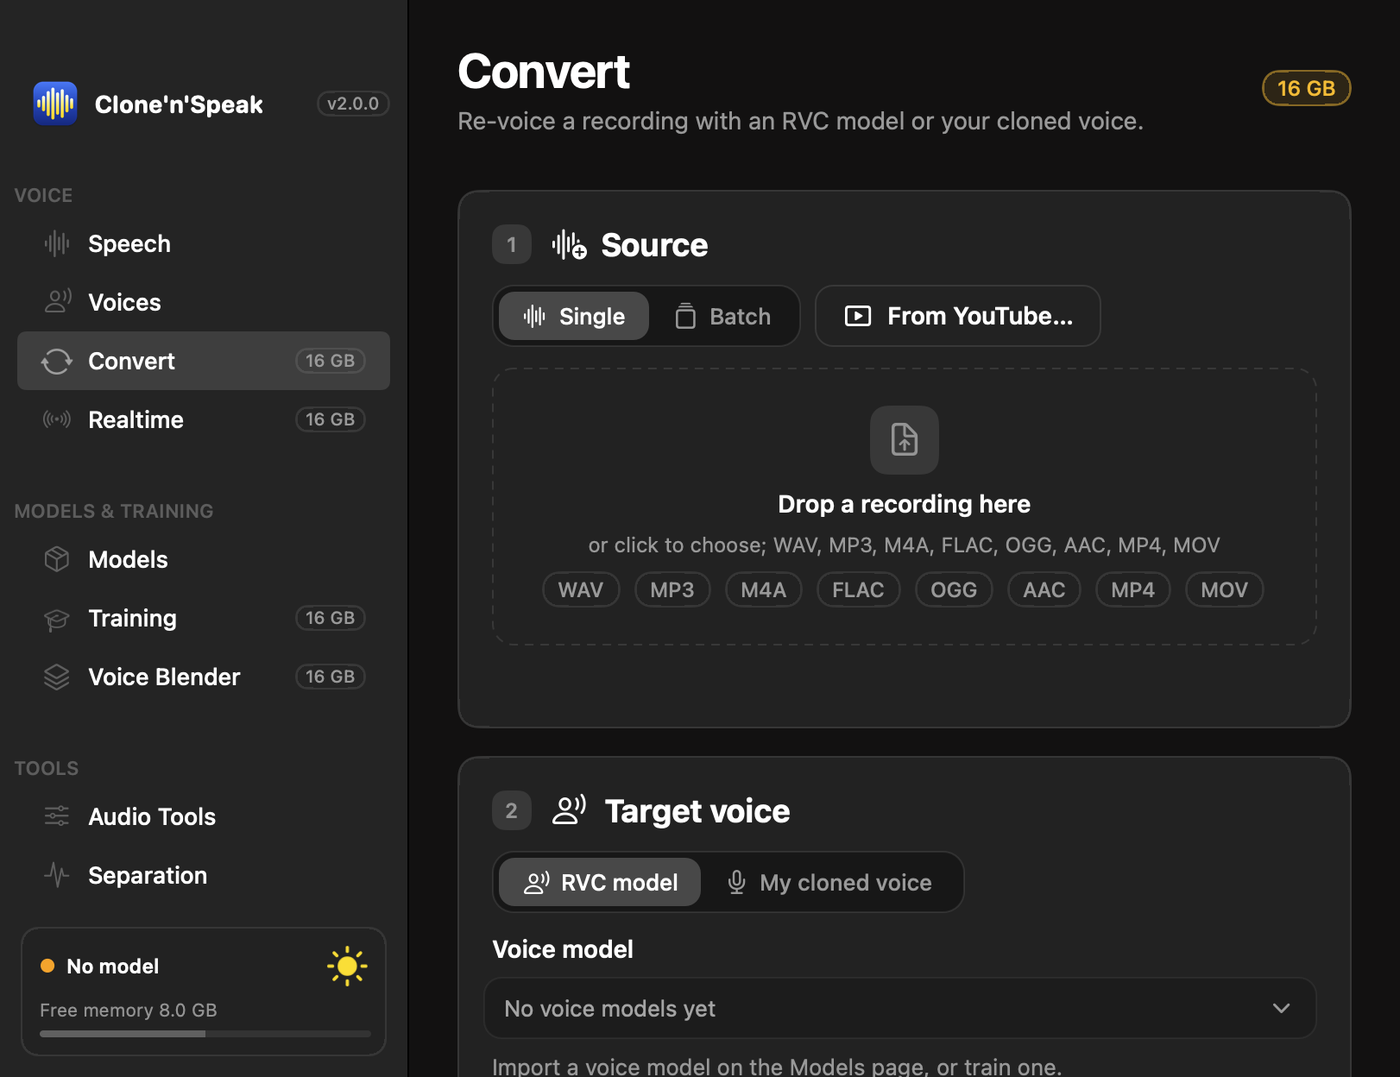 Clone'n'Speak
v2.0.0
VOICE
Speech
Voices
Convert
16 GB
Realtime
16 GB
MODELS & TRAINING
Models
Training
16 GB
Voice Blender
16 GB
TOOLS
Audio Tools
Separation
No model
Free memory 8.0 GB
Convert
16 GB
Re-voice a recording with an RVC model or your cloned voice.
1
Source
Single
Batch
From YouTube...
Drop a recording here
or click to choose; WAV, MP3, M4A, FLAC, OGG, AAC, MP4, MOV
WAV
MP3
M4A
FLAC
OGG
AAC
MP4
MOV
2
Target voice
RVC model
My cloned voice
Voice model
No voice models yet
Import a voice model on the Models page, or train one.